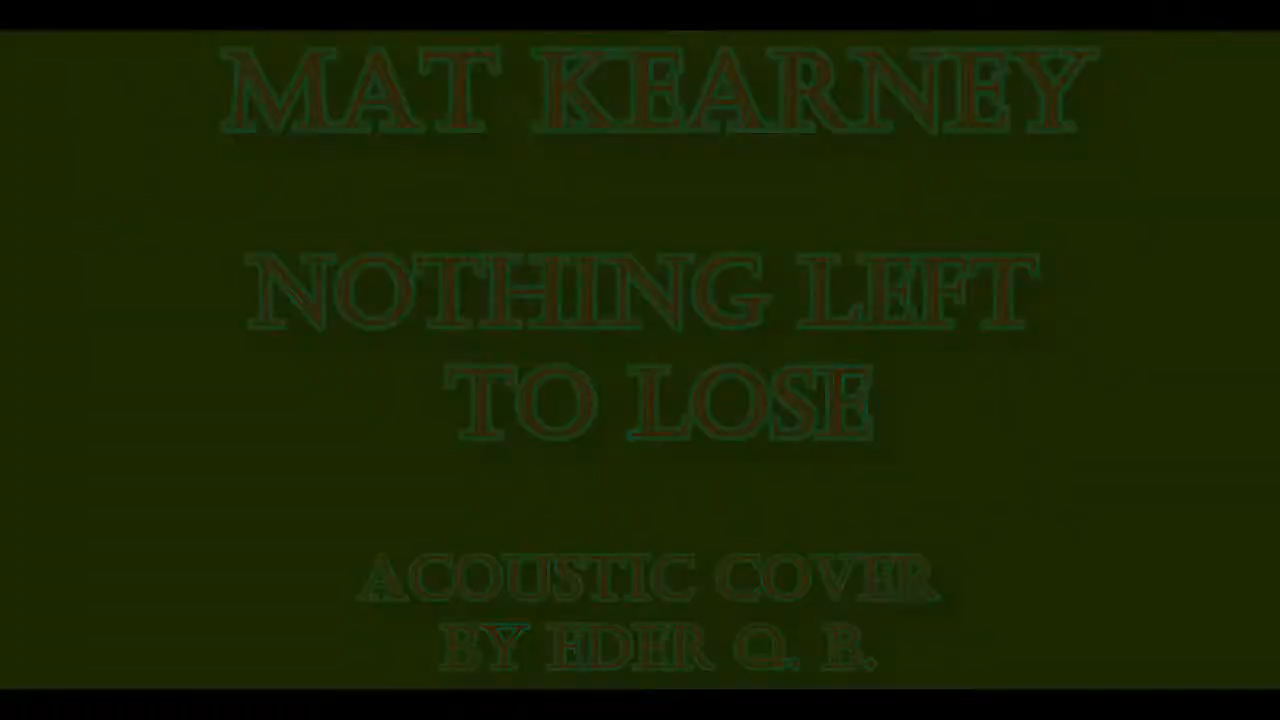 MAT KEARNEY
NOTHING LEFT
TO LOSE
ACOUSTIC COVER
BY EDER Q. B.